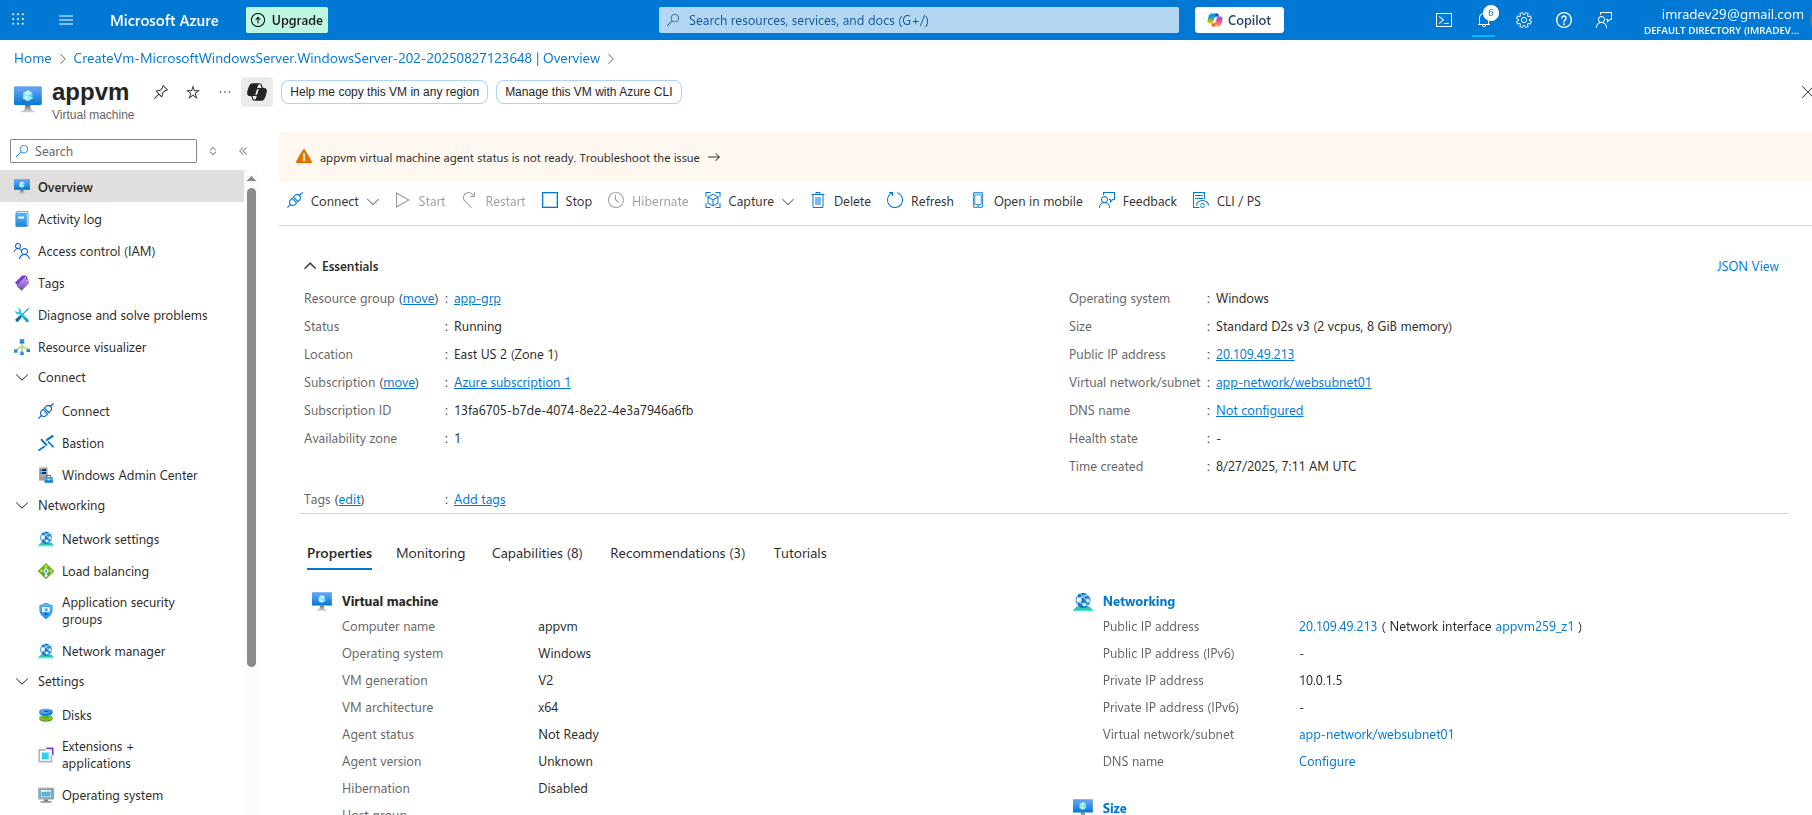 Microsoft Azure
Upgrade
Search resources, services, and docs (G+/)
Copilot
6
imradev29@gmail.com
DEFAULT DIRECTORY (IMRADEV...
Home > CreateVm-MicrosoftWindowsServer.WindowsServer-202-20250827123648 | Overview >
appvm
Virtual machine
Help me copy this VM in any region
Manage this VM with Azure CLI
Search
appvm virtual machine agent status is not ready. Troubleshoot the issue →
Overview
Activity log
Access control (IAM)
Tags
Diagnose and solve problems
Resource visualizer
Connect
Connect
Bastion
Windows Admin Center
Networking
Network settings
Load balancing
Application security
groups
Network manager
Settings
Disks
Extensions +
applications
Operating system
Connect Start Restart Stop Hibernate Capture Delete Refresh Open in mobile Feedback CLI / PS
Essentials
JSON View
Resource group (move) : app-grp
Status : Running
Location : East US 2 (Zone 1)
Subscription (move) : Azure subscription 1
Subscription ID : 13fa6705-b7de-4074-8e22-4e3a7946a6fb
Availability zone : 1
Operating system : Windows
Size : Standard D2s v3 (2 vcpus, 8 GiB memory)
Public IP address : 20.109.49.213
Virtual network/subnet : app-network/websubnet01
DNS name : Not configured
Health state : -
Time created : 8/27/2025, 7:11 AM UTC
Tags (edit) : Add tags
Properties Monitoring Capabilities (8) Recommendations (3) Tutorials
Virtual machine
Computer name appvm
Operating system Windows
VM generation V2
VM architecture x64
Agent status Not Ready
Agent version Unknown
Hibernation Disabled
Host group
Networking
Public IP address 20.109.49.213 ( Network interface appvm259_z1 )
Public IP address (IPv6) -
Private IP address 10.0.1.5
Private IP address (IPv6) -
Virtual network/subnet app-network/websubnet01
DNS name Configure
Size